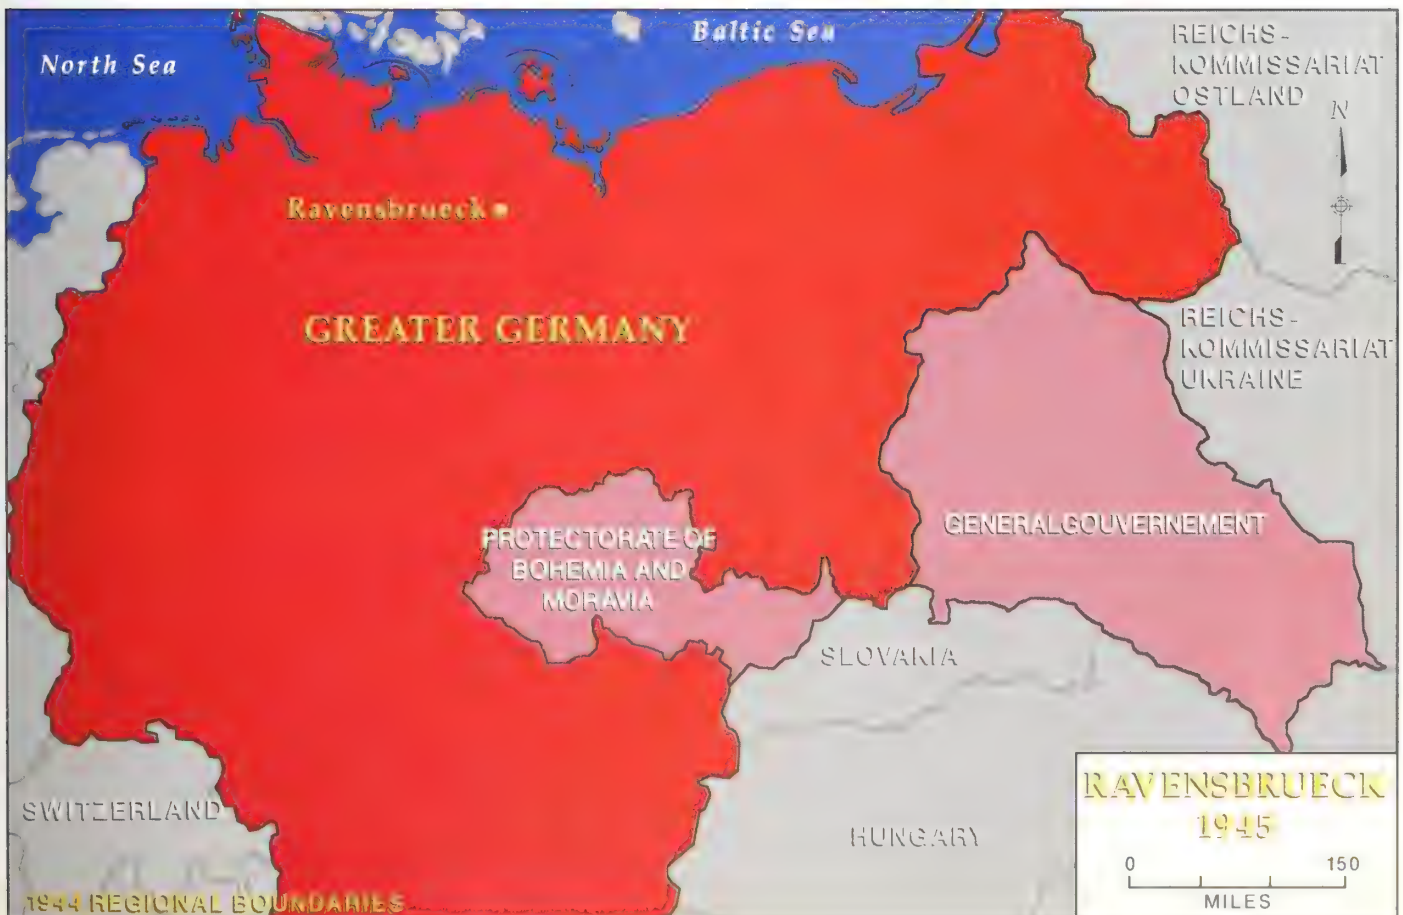 North Sea
Baltic Sea
REICHS-
KOMMISSARIAT
OSTLAND
N
Ravensbrueck
GREATER GERMANY
REICHS-
KOMMISSARIAT
UKRAINE
PROTECTORATE OF
BOHEMIA AND
MORAVIA
GENERALGOUVERNEMENT
SLOVAKIA
SWITZERLAND
HUNGARY
RAVENSBRUECK
1945
0 150
MILES
1944 REGIONAL BOUNDARIES